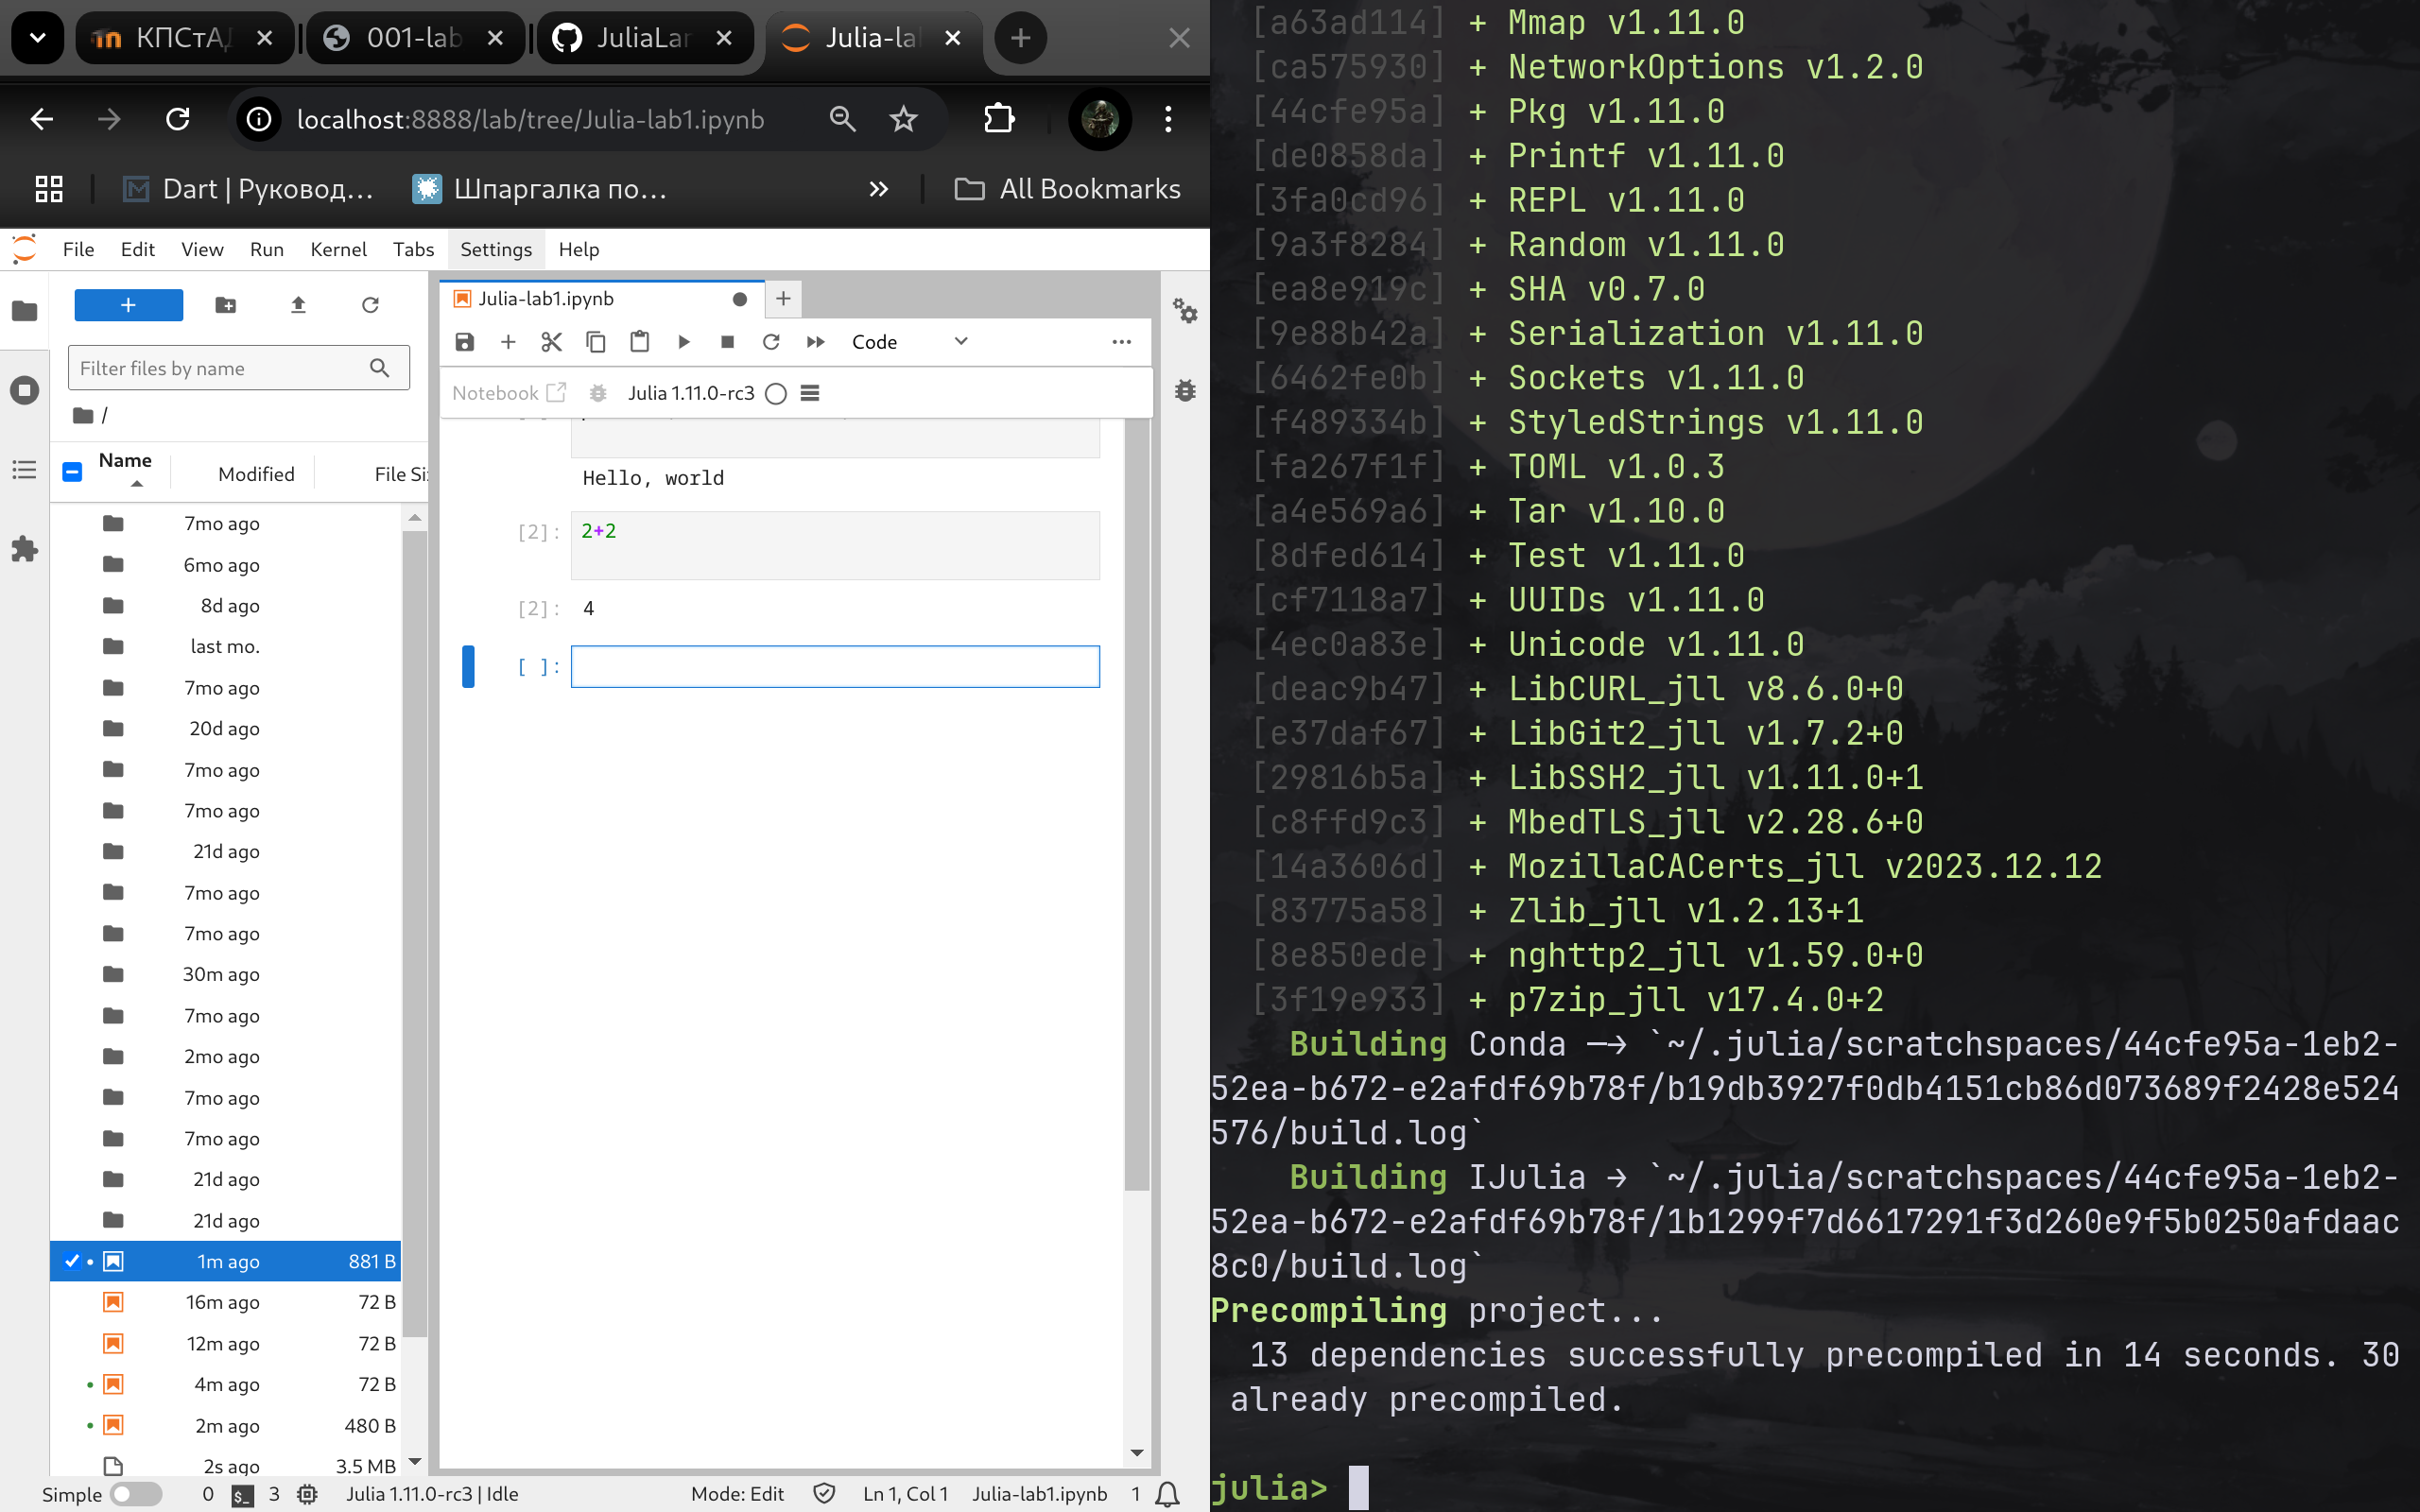 КПСтАД
001-lab
JuliaLar
Julia-lab
localhost:8888/lab/tree/Julia-lab1.ipynb
Dart | Руковод...
Шпаргалка по...
All Bookmarks
File Edit View Run Kernel Tabs Settings Help
Filter files by name
/
Name Modified File Si
7mo ago
6mo ago
8d ago
last mo.
7mo ago
20d ago
7mo ago
7mo ago
21d ago
7mo ago
7mo ago
30m ago
7mo ago
2mo ago
7mo ago
7mo ago
21d ago
21d ago
1m ago 881 B
16m ago 72 B
12m ago 72 B
4m ago 72 B
2m ago 480 B
2s ago 3.5 MB
Julia-lab1.ipynb
Code
Notebook Julia 1.11.0-rc3
Hello, world
[2]: 2+2
[2]: 4
[ ]:
Simple 0 $_ 3 Julia 1.11.0-rc3 | Idle Mode: Edit Ln 1, Col 1 Julia-lab1.ipynb 1
[a63ad114] + Mmap v1.11.0
[ca575930] + NetworkOptions v1.2.0
[44cfe95a] + Pkg v1.11.0
[de0858da] + Printf v1.11.0
[3fa0cd96] + REPL v1.11.0
[9a3f8284] + Random v1.11.0
[ea8e919c] + SHA v0.7.0
[9e88b42a] + Serialization v1.11.0
[6462fe0b] + Sockets v1.11.0
[f489334b] + StyledStrings v1.11.0
[fa267f1f] + TOML v1.0.3
[a4e569a6] + Tar v1.10.0
[8dfed614] + Test v1.11.0
[cf7118a7] + UUIDs v1.11.0
[4ec0a83e] + Unicode v1.11.0
[deac9b47] + LibCURL_jll v8.6.0+0
[e37daf67] + LibGit2_jll v1.7.2+0
[29816b5a] + LibSSH2_jll v1.11.0+1
[c8ffd9c3] + MbedTLS_jll v2.28.6+0
[14a3606d] + MozillaCACerts_jll v2023.12.12
[83775a58] + Zlib_jll v1.2.13+1
[8e850ede] + nghttp2_jll v1.59.0+0
[3f19e933] + p7zip_jll v17.4.0+2
Building Conda ─→ `~/.julia/scratchspaces/44cfe95a-1eb2-
52ea-b672-e2afdf69b78f/b19db3927f0db4151cb86d073689f2428e524
576/build.log`
Building IJulia → `~/.julia/scratchspaces/44cfe95a-1eb2-
52ea-b672-e2afdf69b78f/1b1299f7d6617291f3d260e9f5b0250afdaac
8c0/build.log`
Precompiling project...
13 dependencies successfully precompiled in 14 seconds. 30
already precompiled.
julia>